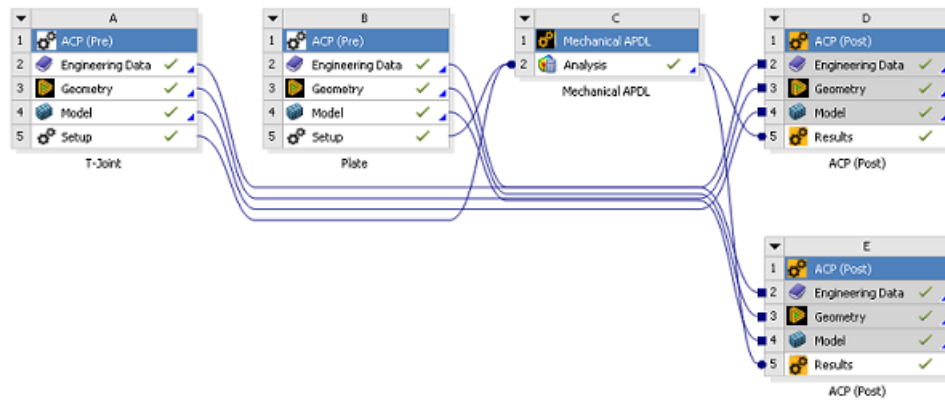 A
1 ACP (Pre)
2 Engineering Data
3 Geometry
4 Model
5 Setup
T-Joint
B
1 ACP (Pre)
2 Engineering Data
3 Geometry
4 Model
5 Setup
Plate
C
1 Mechanical APDL
2 Analysis
Mechanical APDL
D
1 ACP (Post)
2 Engineering Data
3 Geometry
4 Model
5 Results
ACP (Post)
E
1 ACP (Post)
2 Engineering Data
3 Geometry
4 Model
5 Results
ACP (Post)